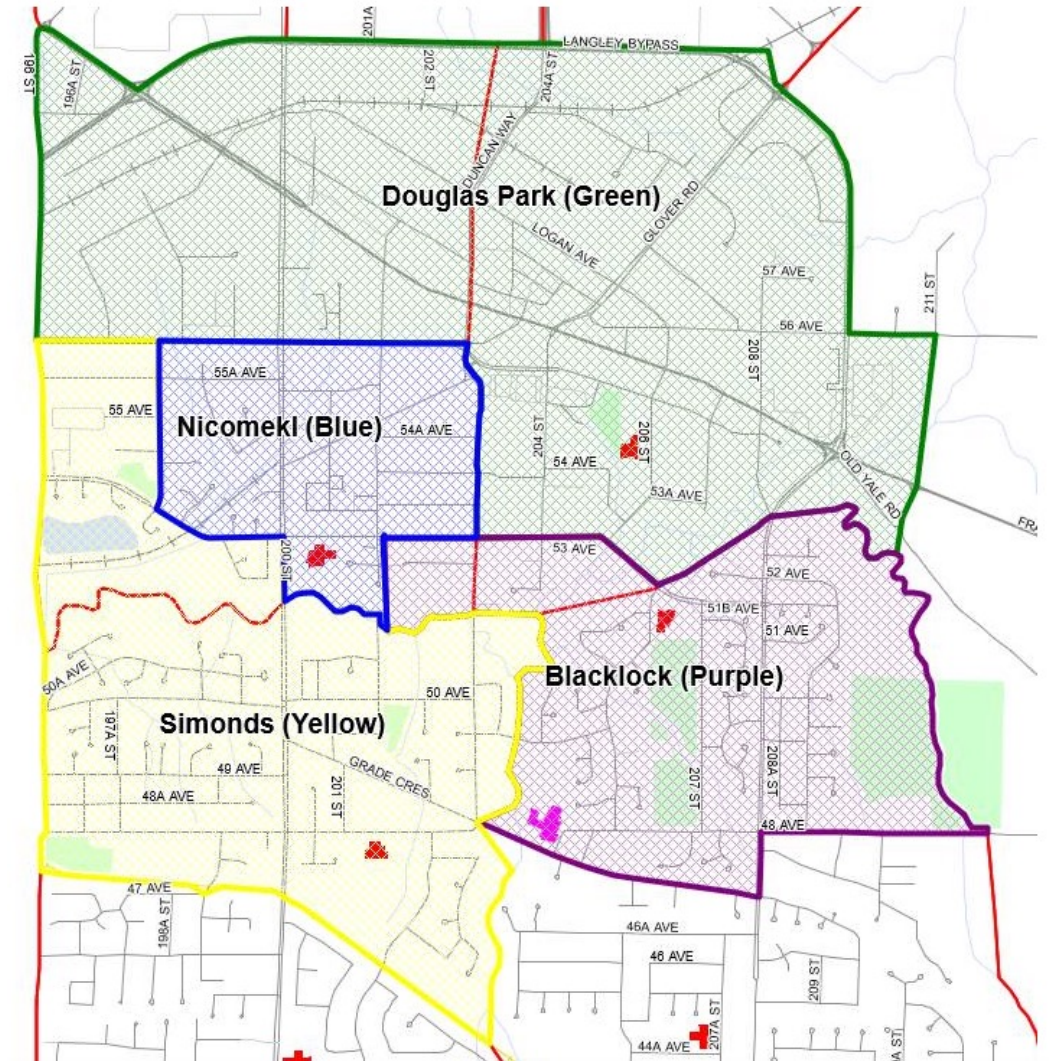 201A
LANGLEY BYPASS
196 ST
196A ST
202 ST
204A ST
DUNCAN WAY
Douglas Park (Green)
GLOVER RD
LOGAN AVE
57 AVE
211 ST
56 AVE
208 ST
55A AVE
55 AVE
Nicomekl (Blue)
54A AVE
204 ST
206 ST
54 AVE
OLD YALE RD
53A AVE
FRA
53 AVE
200 ST
52 AVE
51B AVE
51 AVE
50A AVE
Blacklock (Purple)
50 AVE
Simonds (Yellow)
197A ST
49 AVE
GRADE CRES
201 ST
207 ST
208A ST
48A AVE
48 AVE
47 AVE
198A ST
46A AVE
46 AVE
209 ST
207A ST
44A AVE
A ST